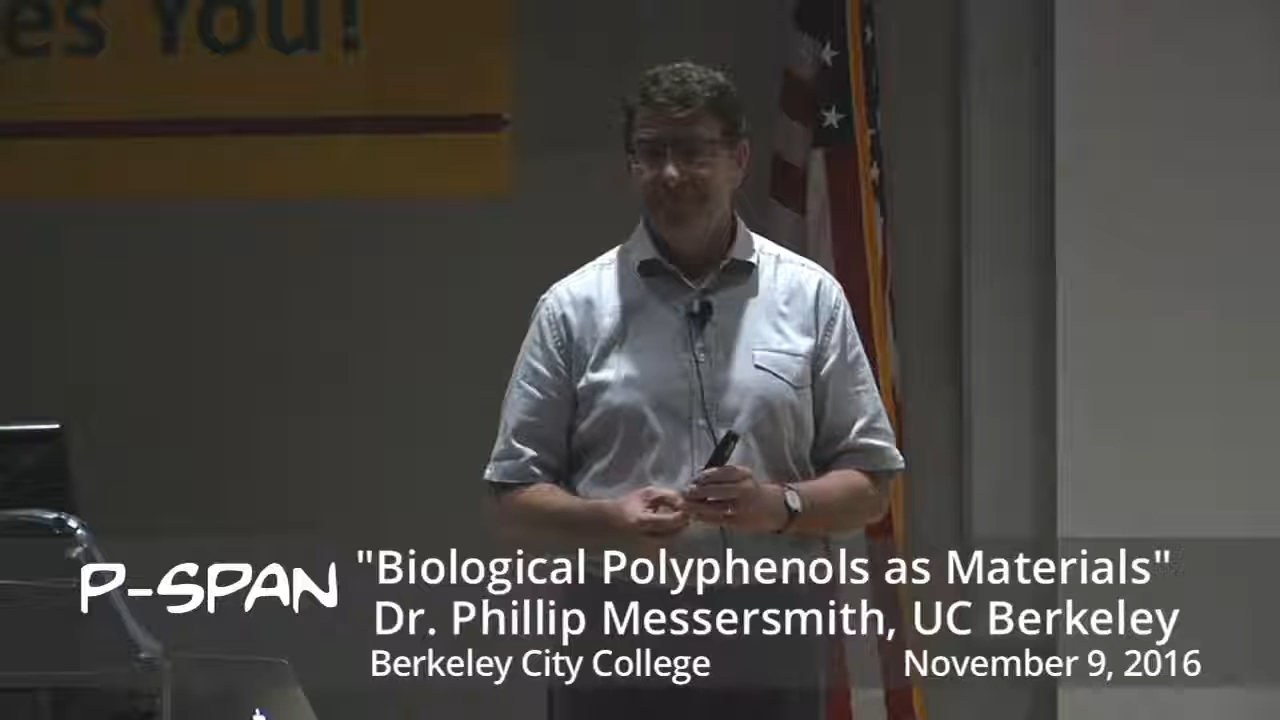 es You!
P-SPAN
"Biological Polyphenols as Materials"
Dr. Phillip Messersmith, UC Berkeley
Berkeley City College
November 9, 2016